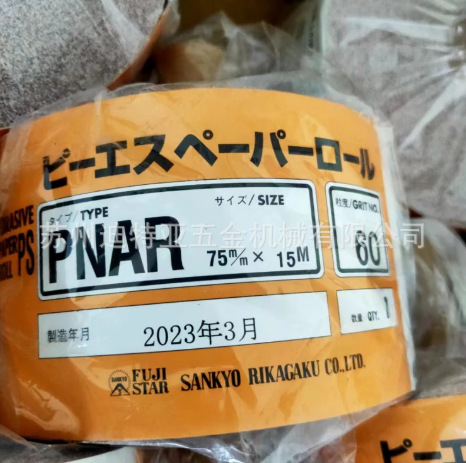 ピーエスペーパーロール
タイプ/TYPE
PNAR
サイズ/SIZE
75m/m × 15M
粒度/GRIT NO.
60
PS
ROLL
製造年月
2023年3月
数量 QTY. 1
SANKYO
FUJI STAR
SANKYO RIKAGAKU CO.,LTD.
苏州迪特亚五金机械有限公司
ピーエ